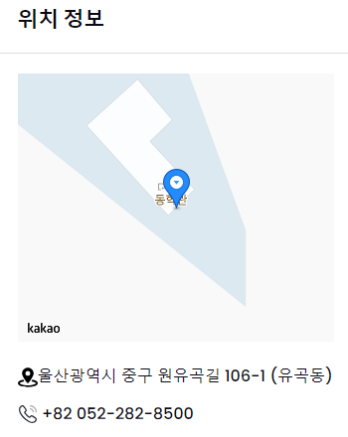 위치 정보
kakao
울산광역시 중구 원유곡길 106-1 (유곡동)
+82 052-282-8500